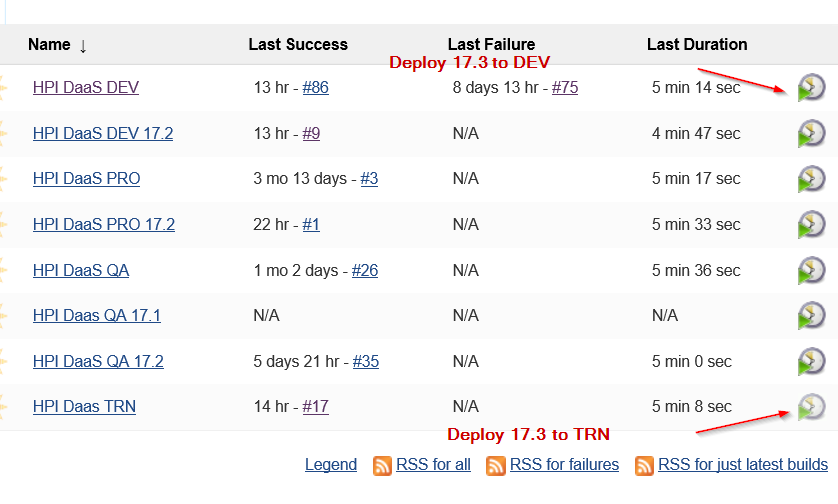 Name ↓ Last Success Last Failure Last Duration
Deploy 17.3 to DEV
HPI DaaS DEV 13 hr - #86 8 days 13 hr - #75 5 min 14 sec
HPI DaaS DEV 17.2 13 hr - #9 N/A 4 min 47 sec
HPI DaaS PRO 3 mo 13 days - #3 N/A 5 min 17 sec
HPI DaaS PRO 17.2 22 hr - #1 N/A 5 min 33 sec
HPI DaaS QA 1 mo 2 days - #26 N/A 5 min 36 sec
HPI Daas QA 17.1 N/A N/A N/A
HPI DaaS QA 17.2 5 days 21 hr - #35 N/A 5 min 0 sec
HPI Daas TRN 14 hr - #17 N/A 5 min 8 sec
Deploy 17.3 to TRN
Legend RSS for all RSS for failures RSS for just latest builds